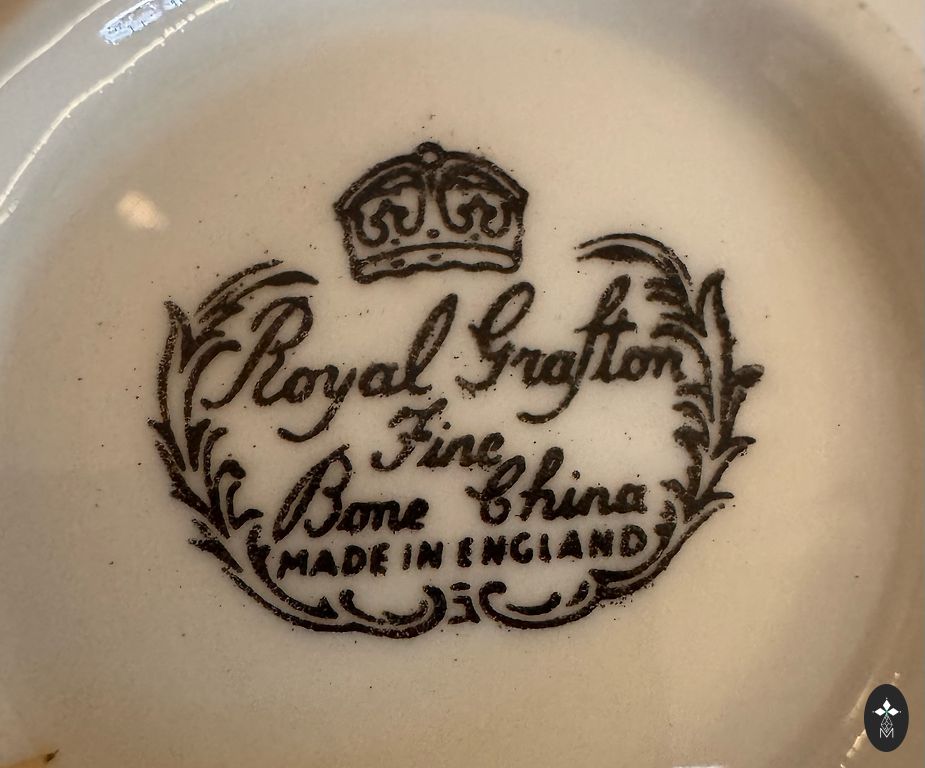 Royal Grafton
Fine
Bone China
MADE IN ENGLAND
M